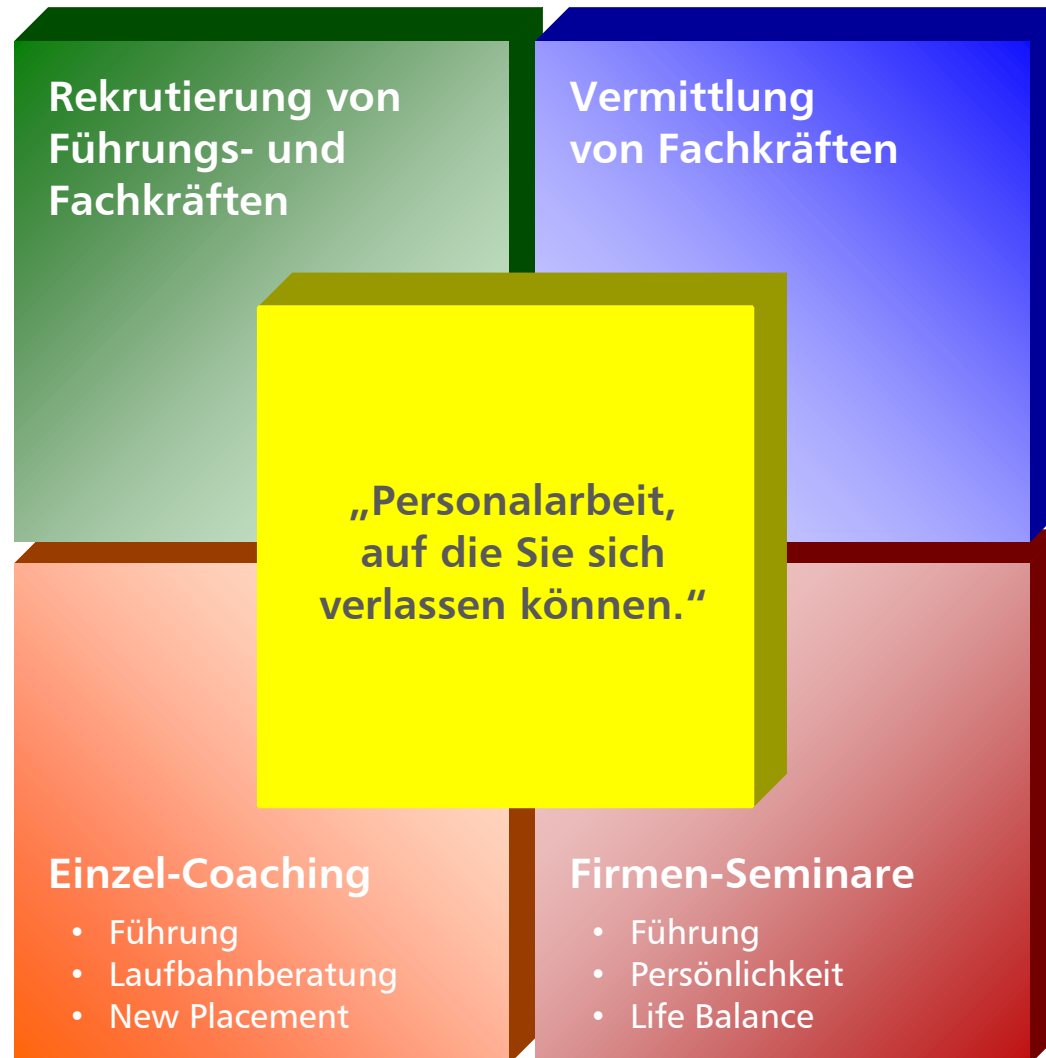 Rekrutierung von
Führungs- und
Fachkräften
Vermittlung
von Fachkräften
„Personalarbeit,
auf die Sie sich
verlassen können.“
Einzel-Coaching
• Führung
• Laufbahnberatung
• New Placement
Firmen-Seminare
• Führung
• Persönlichkeit
• Life Balance